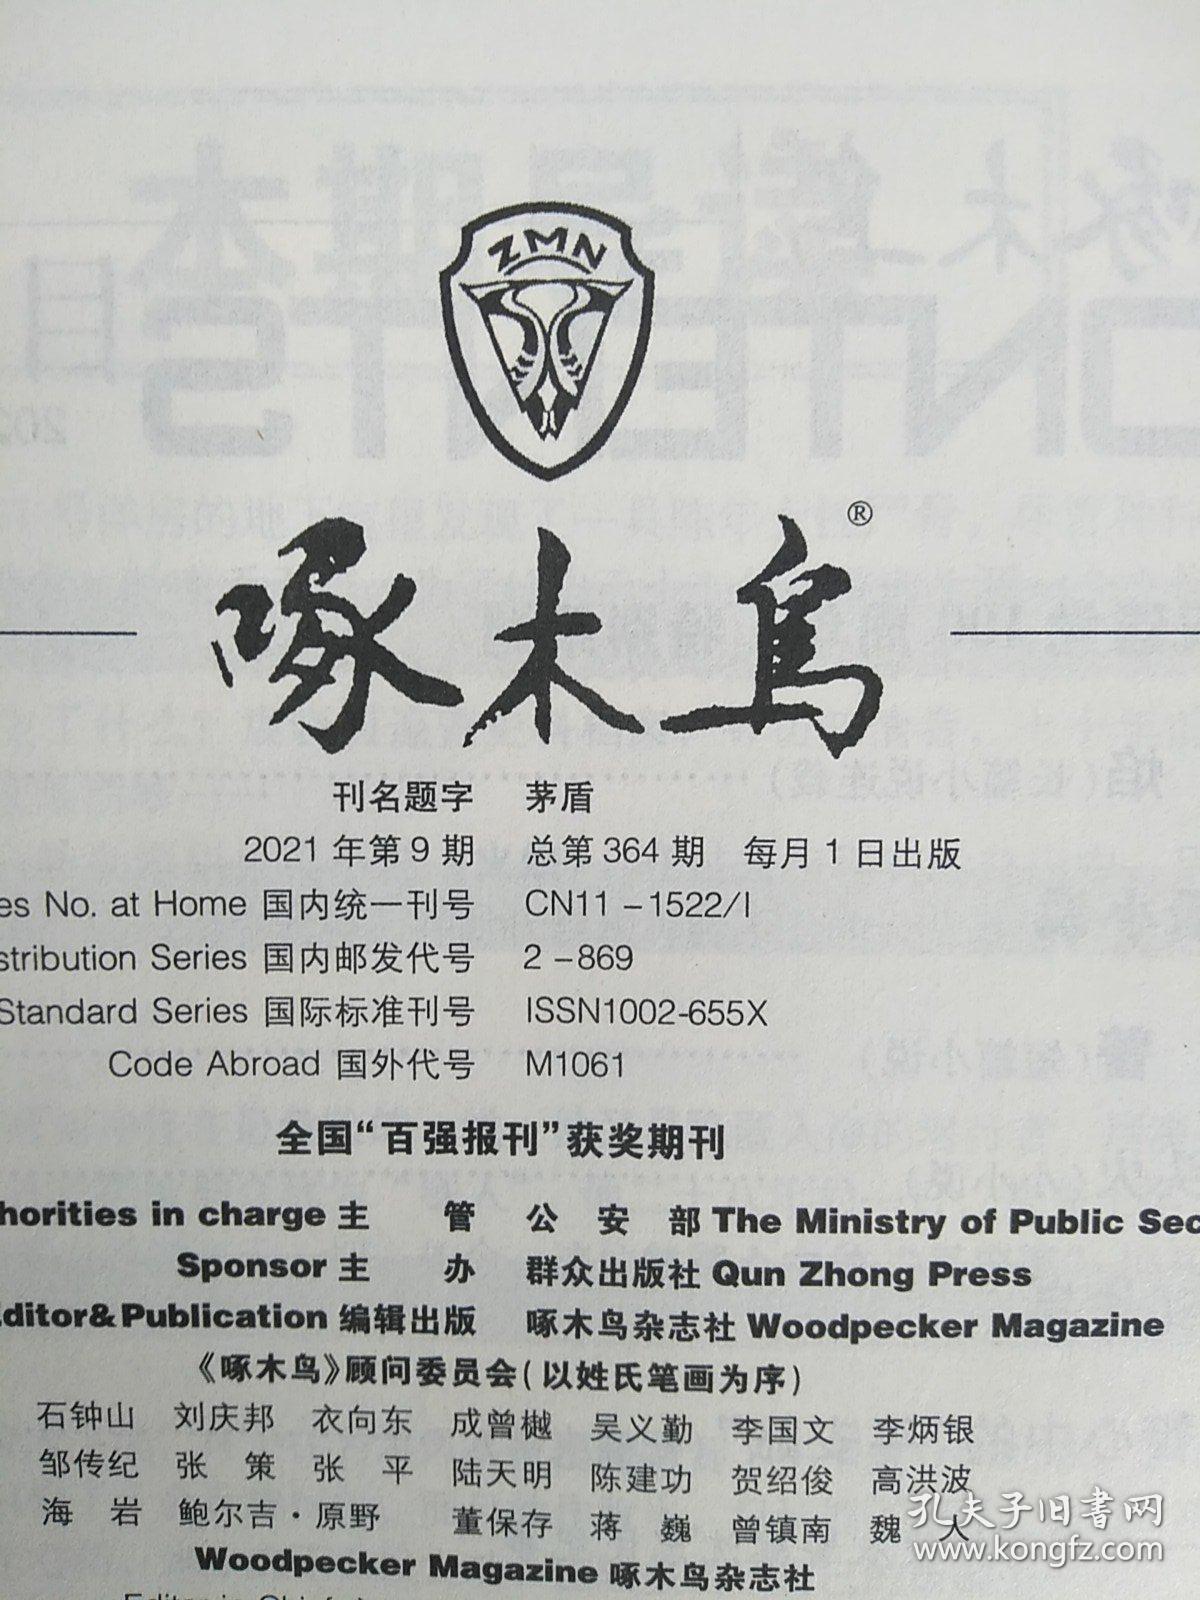 ZMN
啄木鸟®
刊名题字 茅盾
2021 年第 9 期 总第 364 期 每月 1 日出版
es No. at Home 国内统一刊号 CN11-1522/I
stribution Series 国内邮发代号 2-869
Standard Series 国际标准刊号 ISSN1002-655X
Code Abroad 国外代号 M1061
全国“百强报刊”获奖期刊
horities in charge 主 管 公 安 部 The Ministry of Public Sec
Sponsor 主 办 群众出版社 Qun Zhong Press
ditor&Publication 编辑出版 啄木鸟杂志社 Woodpecker Magazine
《啄木鸟》顾问委员会(以姓氏笔画为序)
石钟山 刘庆邦 衣向东 成曾樾 吴义勤 李国文 李炳银
邹传纪 张 策 张 平 陆天明 陈建功 贺绍俊 高洪波
海 岩 鲍尔吉·原野 董保存 蒋 巍 曾镇南 魏 人
Woodpecker Magazine 啄木鸟杂志社
孔夫子旧书网
www.kongfz.com